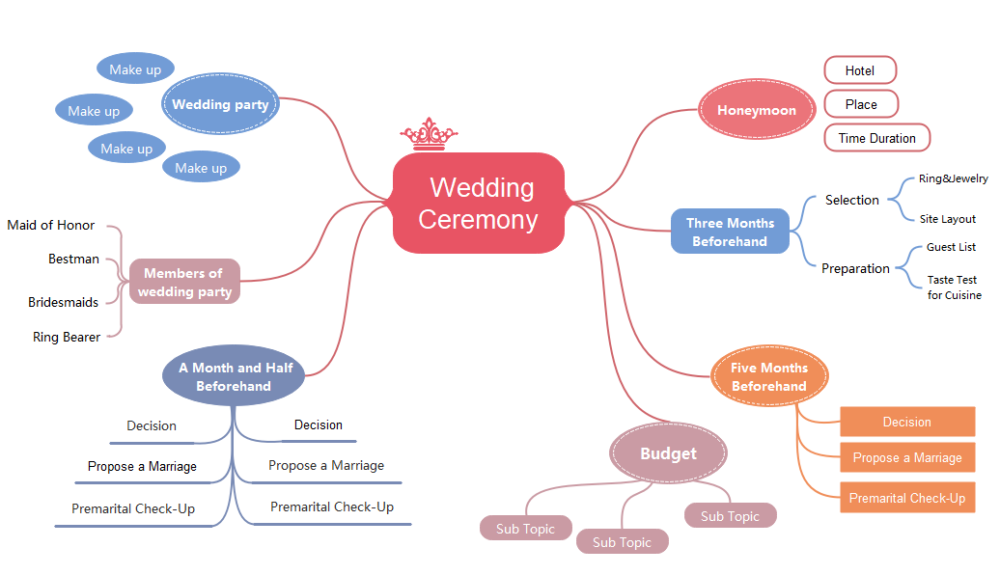 Wedding
Ceremony
Make up
Make up
Make up
Make up
Wedding party
Maid of Honor
Bestman
Bridesmaids
Ring Bearer
Members of
wedding party
A Month and Half
Beforehand
Decision
Decision
Propose a Marriage
Propose a Marriage
Premarital Check-Up
Premarital Check-Up
Honeymoon
Hotel
Place
Time Duration
Three Months
Beforehand
Selection
Ring&Jewelry
Site Layout
Preparation
Guest List
Taste Test
for Cuisine
Five Months
Beforehand
Decision
Propose a Marriage
Premarital Check-Up
Budget
Sub Topic
Sub Topic
Sub Topic